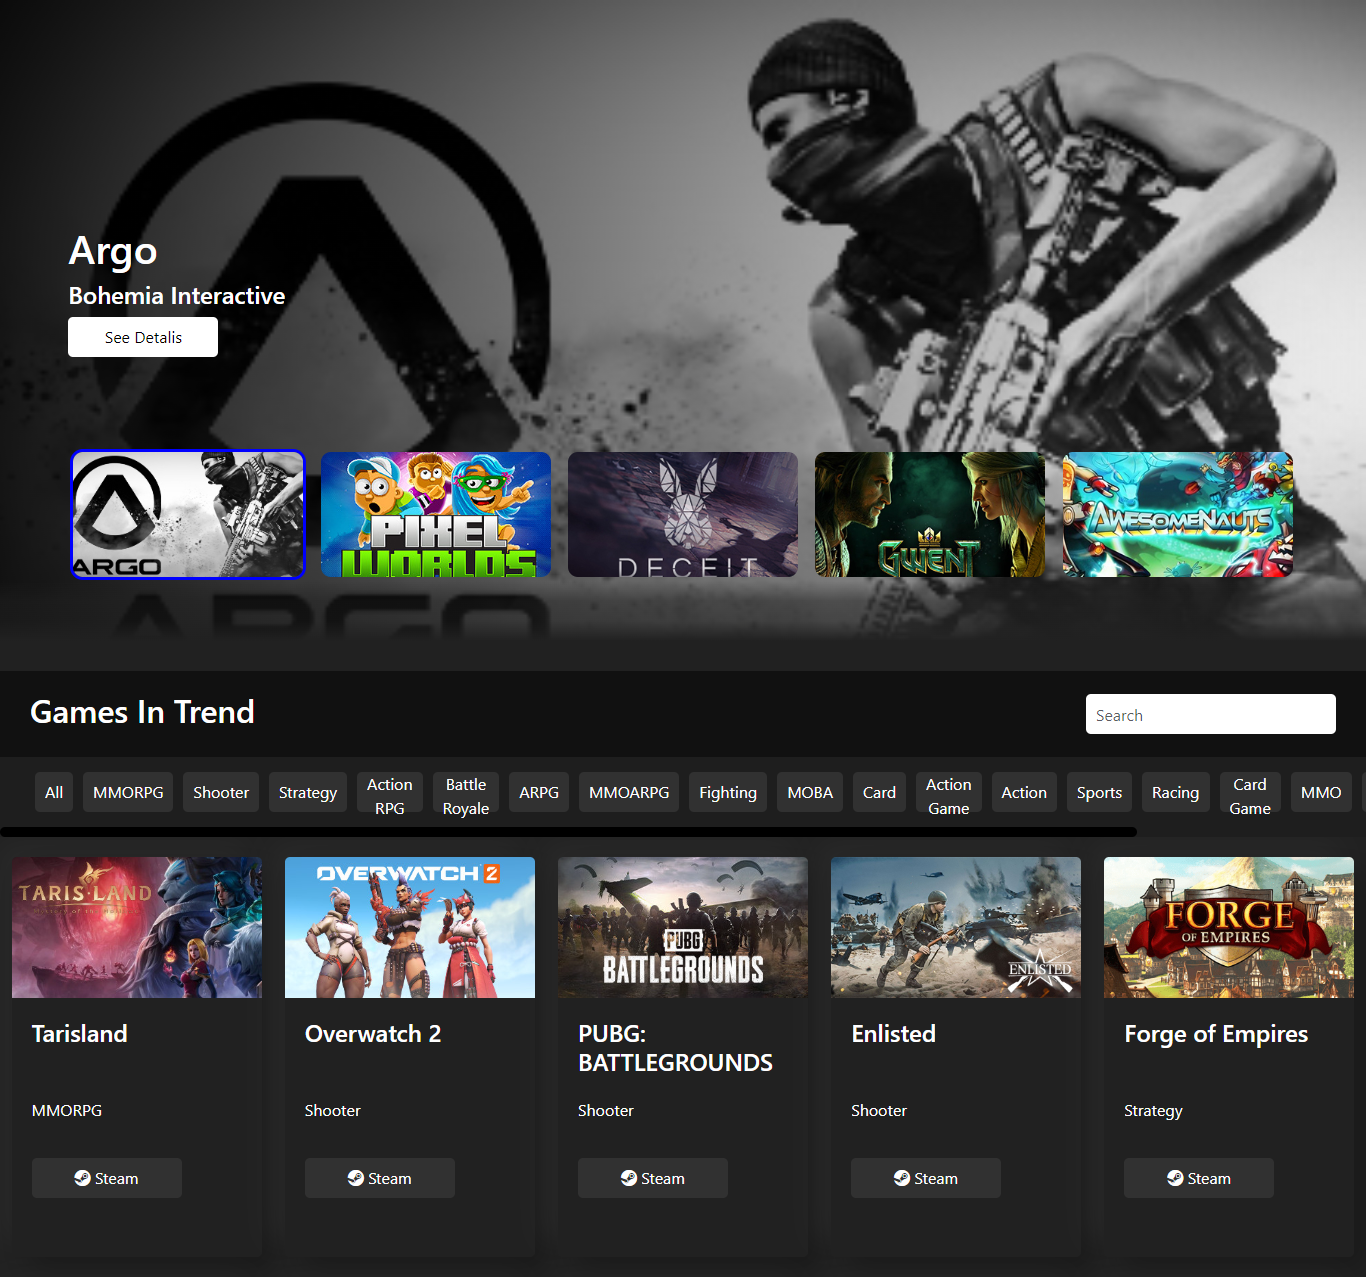 Argo
Bohemia Interactive
See Detalis
ARGO
PIXEL
WORLDS
DECEIT
GWENT
AWESOMENAUTS
ARGO
Games In Trend
Search
All
MMORPG
Shooter
Strategy
Action
RPG
Battle
Royale
ARPG
MMOARPG
Fighting
MOBA
Card
Action
Game
Action
Sports
Racing
Card
Game
MMO
TARISLAND
OVERWATCH 2
PUBG
BATTLEGROUNDS
ENLISTED
FORGE
OF EMPIRES
Tarisland
MMORPG
Steam
Overwatch 2
Shooter
Steam
PUBG:
BATTLEGROUNDS
Shooter
Steam
Enlisted
Shooter
Steam
Forge of Empires
Strategy
Steam